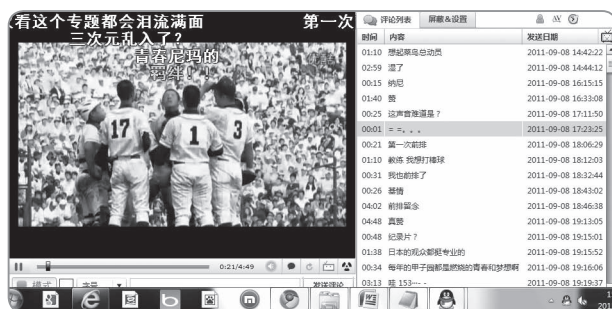 看这个专题都会泪流满面
第一次
三次元乱入了?
青春尼玛的
羁绊!!
17
1
3
0:21/4:49
模式
字号
发送评论
评论列表 屏蔽&设置
时间 内容 发送日期
01:10 想起菜鸟总动员 2011-09-08 14:42:22
02:59 湿了 2011-09-08 14:44:12
00:15 纳尼 2011-09-08 16:15:15
01:40 赞 2011-09-08 16:33:08
00:25 这声音难道是? 2011-09-08 17:11:50
00:01 = =。。。 2011-09-08 17:23:25
00:21 第一次前排 2011-09-08 18:06:29
01:10 教练 我想打棒球 2011-09-08 18:12:03
00:31 我也前排了 2011-09-08 18:32:44
00:26 基情 2011-09-08 18:43:02
04:02 前排留念 2011-09-08 18:46:38
04:48 真赞 2011-09-08 19:13:05
00:48 纪录片? 2011-09-08 19:15:01
01:38 日本的观众都挺专业的 2011-09-08 19:15:52
00:34 每年的甲子园都是燃烧的青春和梦想啊 2011-09-08 19:16:06
03:13 哇 153---- - 2011-09-08 19:19:37